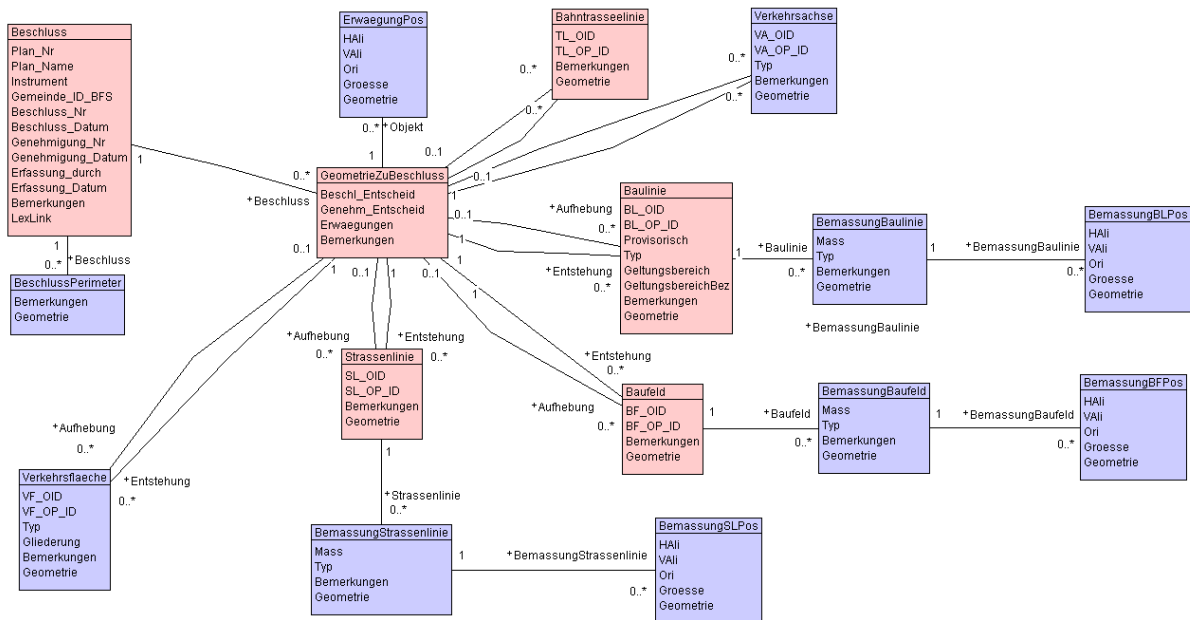 Beschluss
Plan_Nr
Plan_Name
Instrument
Gemeinde_ID_BFS
Beschluss_Nr
Beschluss_Datum
Genehmigung_Nr
Genehmigung_Datum
Erfassung_durch
Erfassung_Datum
Bemerkungen
LexLink
1
0..*
+Beschluss
1
0..*
+Beschluss
BeschlussPerimeter
Bemerkungen
Geometrie
ErwaegungPos
HAli
VAli
Ori
Groesse
Geometrie
0..*
+Objekt
1
Bahntrasseelinie
TL_OID
TL_OP_ID
Bemerkungen
Geometrie
0..*
0..*
0..1
1
Verkehrsachse
VA_OID
VA_OP_ID
Typ
Bemerkungen
Geometrie
0..*
0..*
0..1
GeometrieZuBeschluss
Beschl_Entscheid
Genehm_Entscheid
Erwaegungen
Bemerkungen
0..1
1
+Aufhebung
0..*
+Entstehung
0..*
Baulinie
BL_OID
BL_OP_ID
Provisorisch
Typ
Geltungsbereich
GeltungsbereichBez
Bemerkungen
Geometrie
1
+Baulinie
0..*
BemassungBaulinie
Mass
Typ
Bemerkungen
Geometrie
1
+BemassungBaulinie
0..*
BemassungBLPos
HAli
VAli
Ori
Groesse
Geometrie
+BemassungBaulinie
0..1
1
0..1
1
0..1
1
+Aufhebung
0..*
+Entstehung
0..*
Strassenlinie
SL_OID
SL_OP_ID
Bemerkungen
Geometrie
1
+Strassenlinie
0..*
+Entstehung
0..*
+Aufhebung
0..*
Baufeld
BF_OID
BF_OP_ID
Bemerkungen
Geometrie
1
+Baufeld
0..*
BemassungBaufeld
Mass
Typ
Bemerkungen
Geometrie
1
+BemassungBaufeld
0..*
BemassungBFPos
HAli
VAli
Ori
Groesse
Geometrie
+Aufhebung
0..*
+Entstehung
0..*
Verkehrsflaeche
VF_OID
VF_OP_ID
Typ
Gliederung
Bemerkungen
Geometrie
BemassungStrassenlinie
Mass
Typ
Bemerkungen
Geometrie
1
+BemassungStrassenlinie
0..*
BemassungSLPos
HAli
VAli
Ori
Groesse
Geometrie